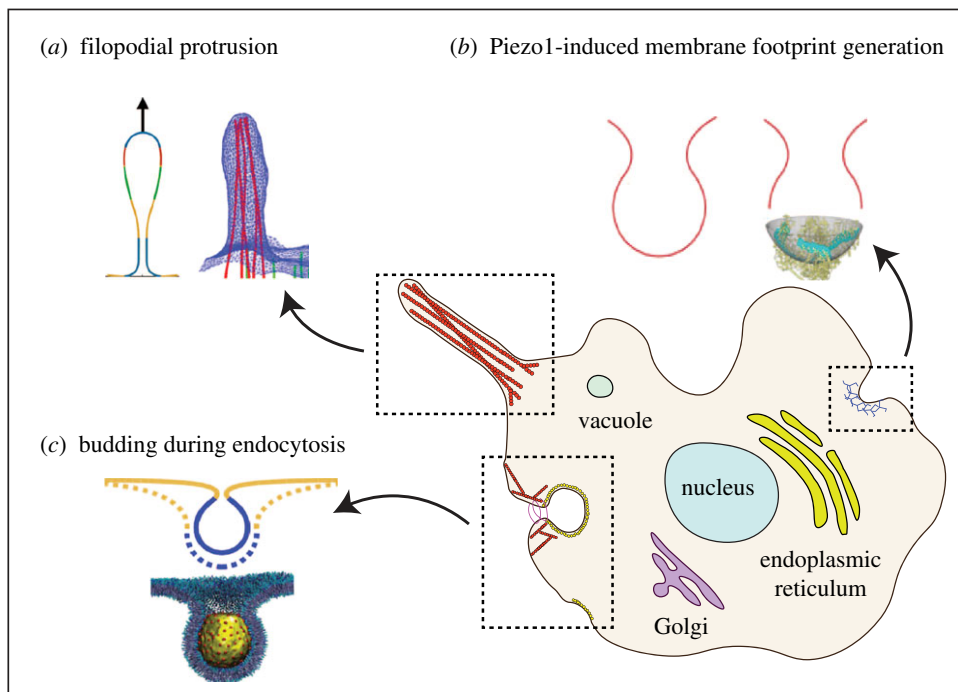 (a) filopodial protrusion
(b) Piezo1-induced membrane footprint generation
vacuole
(c) budding during endocytosis
nucleus
endoplasmic
reticulum
Golgi